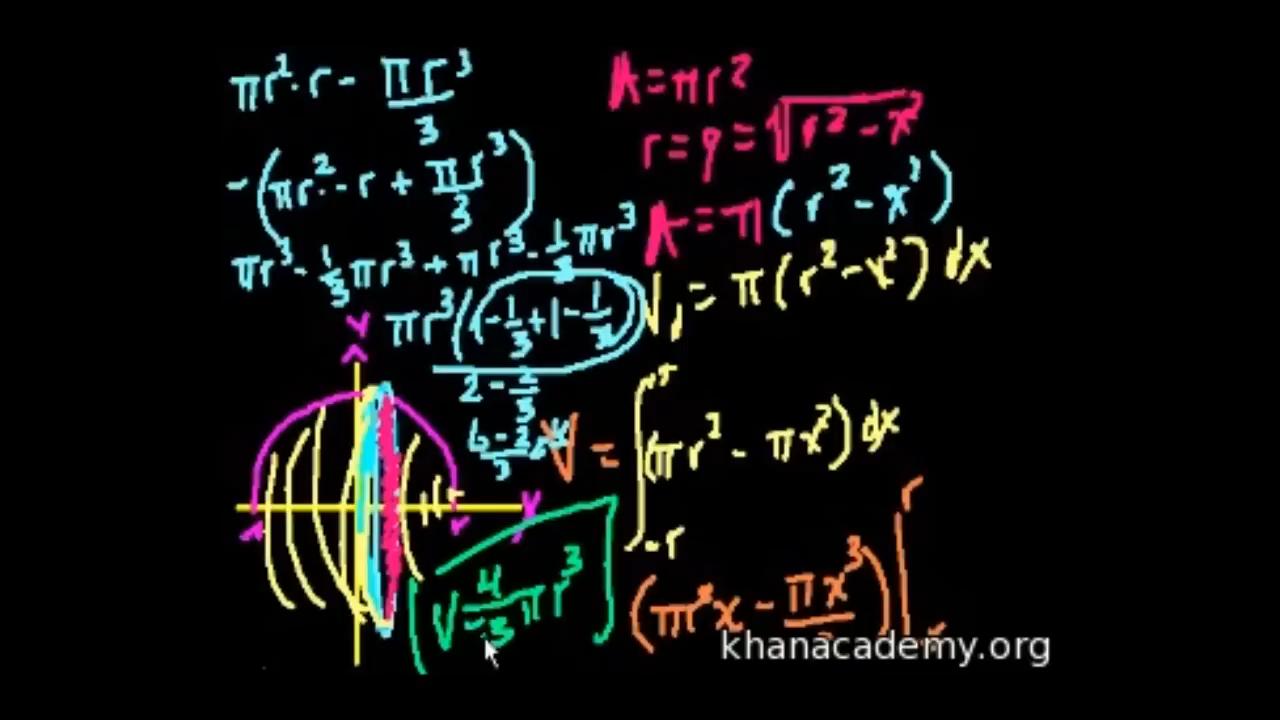 πr²·r - πr³/3
-(πr²·-r + πr³/3)
πr³ - 1/3πr³ + πr³ - 1/3πr³
πr³(1-1/3+1-1/3)
2 - 2/3
6-2/3
A = πr²
r = y = √r² - x²
A = π(r² - x²)
V = π(r² - x²) dx
V = ∫ r -r (πr² - πx²) dx
(πr²x - πx³/3)| r
V = 4/3 πr³
y
x
r
-r
khanacademy.org